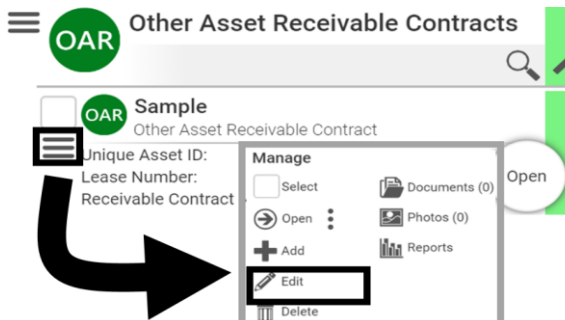 OAR Other Asset Receivable Contracts
OAR Sample
Other Asset Receivable Contract
Unique Asset ID:
Lease Number:
Receivable Contract
Open
Manage
Select Documents (0)
Open Photos (0)
Add Reports
Edit
Delete